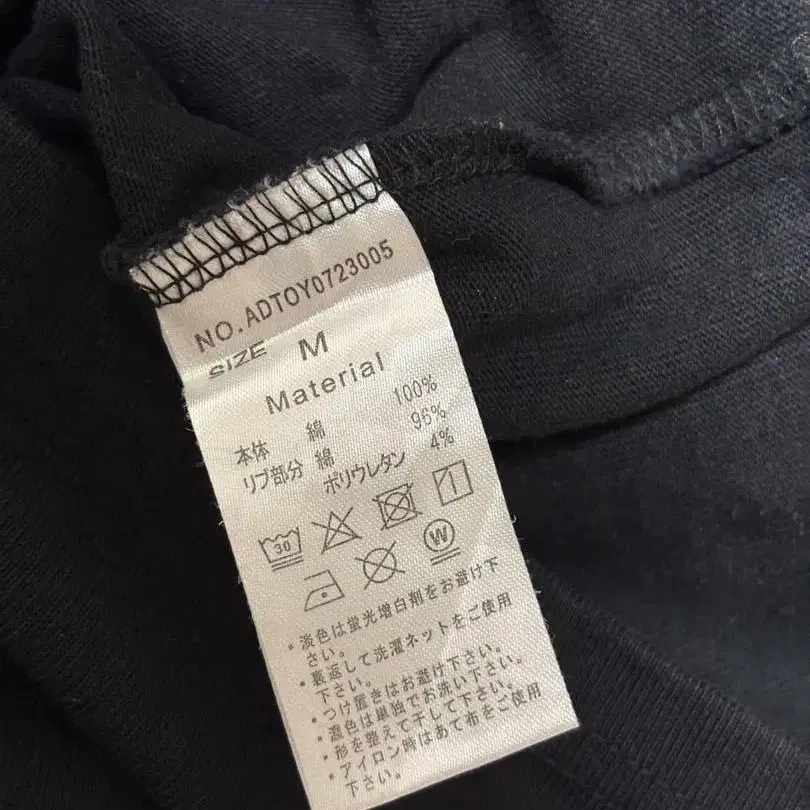 NO.ADTOY0723005
SIZE M
Material
本体 綿 100%
リブ部分 綿 96%
ポリウレタン 4%
30
W
・淡色は蛍光増白剤をお避け下
さい。
・裏返して洗濯ネットをご使用
下さい。
・つけ置きはお避け下さい。
・濃色は単独でお洗い下さい。
・形を整えて干して下さい。
・アイロン時はあて布をご使用
下さい。